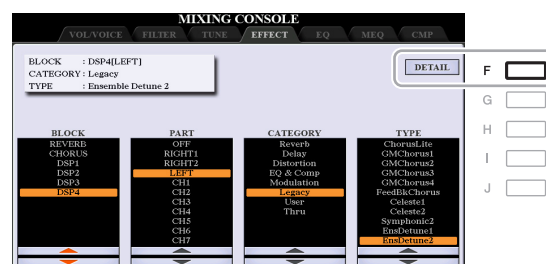 MIXING CONSOLE
VOL/VOICE FILTER TUNE EFFECT EQ MEQ CMP
BLOCK : DSP4[LEFT]
CATEGORY : Legacy
TYPE : Ensemble Detune 2
DETAIL
F
G
H
I
J
BLOCK
REVERB
CHORUS
DSP1
DSP2
DSP3
DSP4
PART
OFF
RIGHT1
RIGHT2
LEFT
CH1
CH2
CH3
CH4
CH5
CH6
CH7
CATEGORY
Reverb
Delay
Distortion
EQ & Comp
Modulation
Legacy
User
Thru
TYPE
ChorusLite
GMChorus1
GMChorus2
GMChorus3
GMChorus4
FeedBkChorus
Celeste1
Celeste2
Symphonic2
EnsDetune1
EnsDetune2